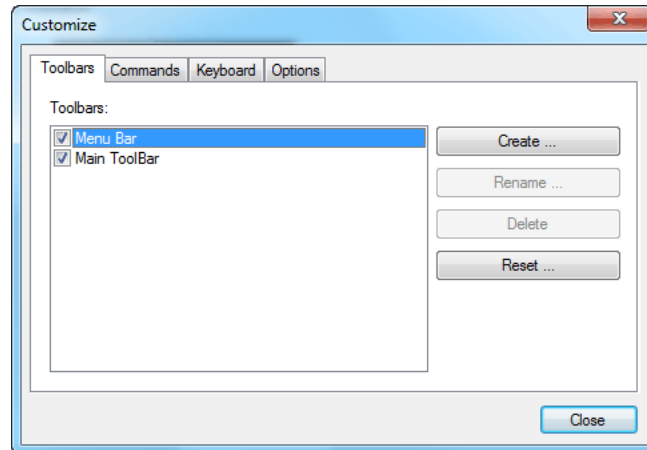 Customize
Toolbars Commands Keyboard Options
Toolbars:
Menu Bar
Main ToolBar
Create ...
Rename ...
Delete
Reset ...
Close